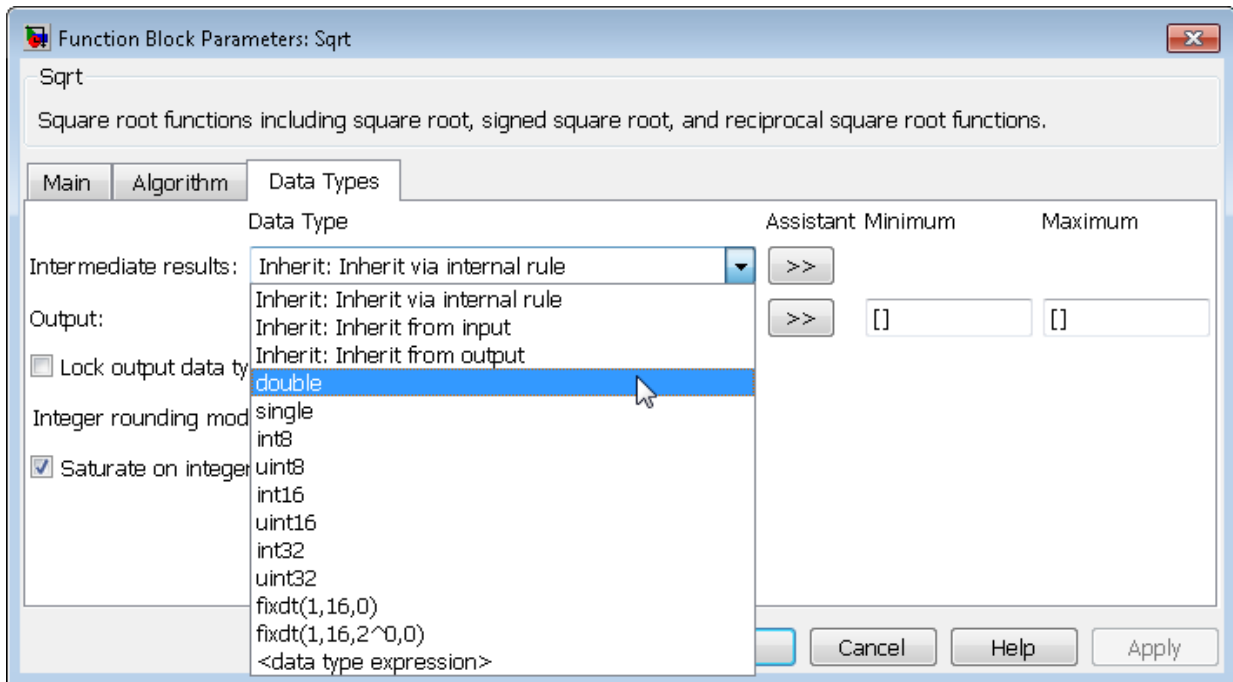 Function Block Parameters: Sqrt
Sqrt
Square root functions including square root, signed square root, and reciprocal square root functions.
Main Algorithm Data Types
Data Type Assistant Minimum Maximum
Intermediate results: Inherit: Inherit via internal rule >>
Inherit: Inherit via internal rule
Output: >> [] []
Inherit: Inherit from input
Inherit: Inherit from output
Lock output data ty
double
single
Integer rounding mod
int8
Saturate on integer
uint8
int16
uint16
int32
uint32
fixdt(1,16,0)
fixdt(1,16,2^0,0)
<data type expression>
Cancel Help Apply